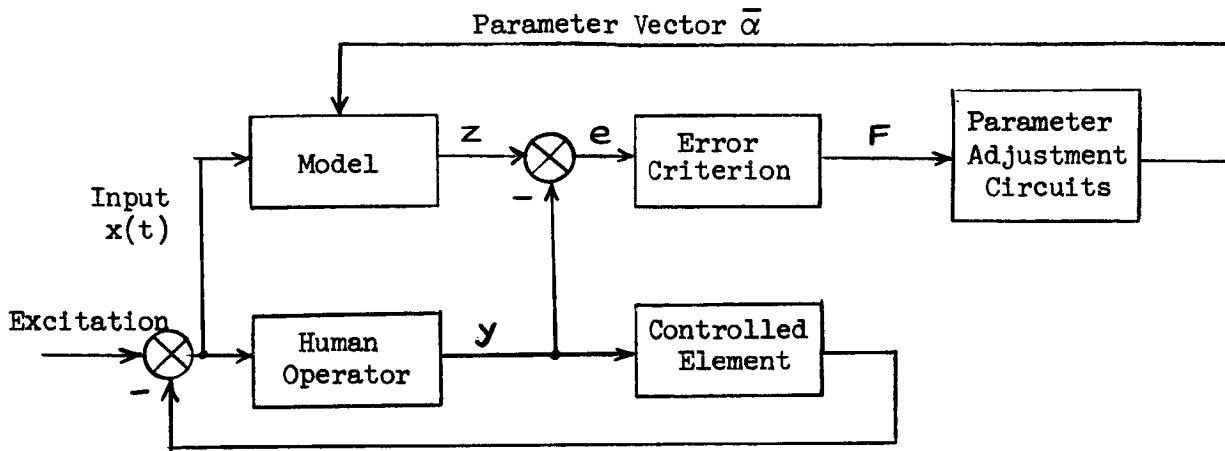 Parameter Vector ᾱ
Model
z
e
Error
Criterion
F
Parameter
Adjustment
Circuits
-
Input
x(t)
Excitation
-
Human
Operator
y
Controlled
Element